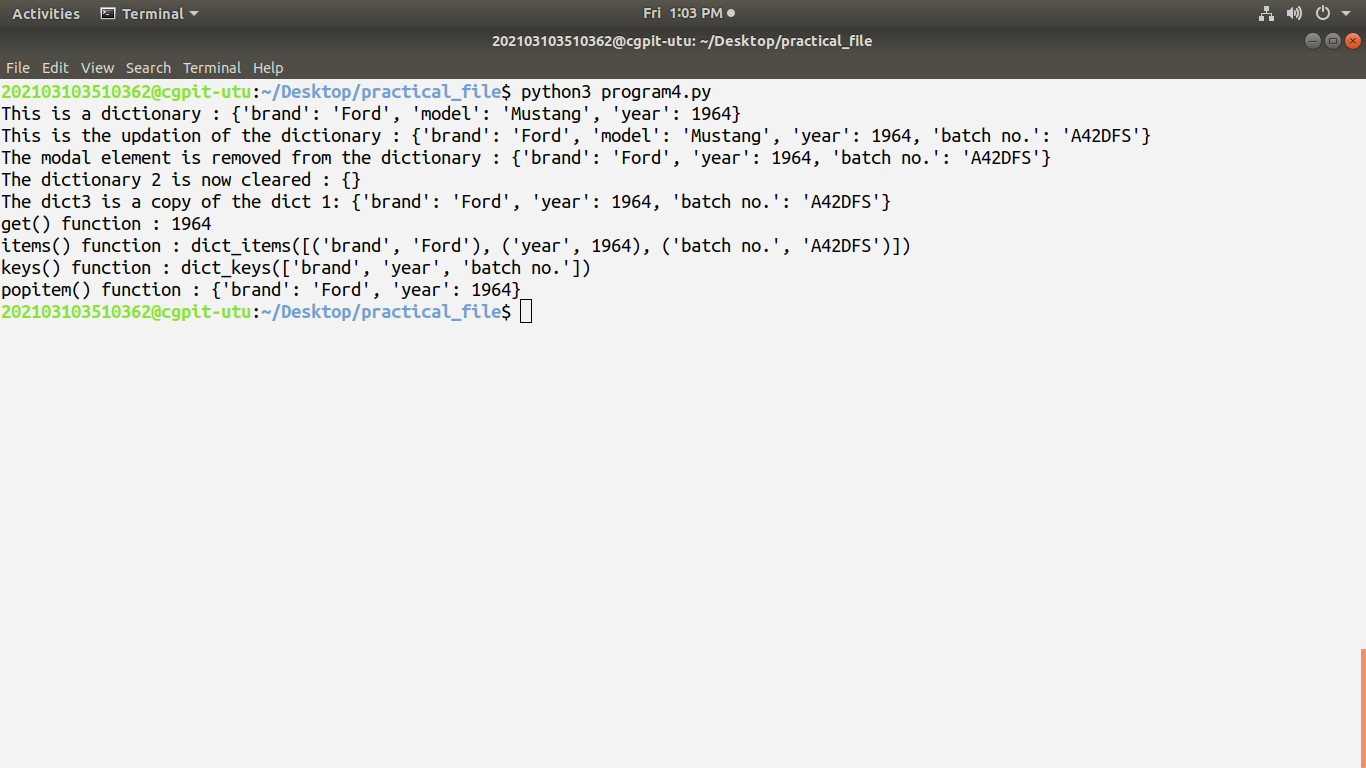 Activities Terminal Fri 1:03 PM
202103103510362@cgpit-utu: ~/Desktop/practical_file
File Edit View Search Terminal Help
202103103510362@cgpit-utu:~/Desktop/practical_file$ python3 program4.py
This is a dictionary : {'brand': 'Ford', 'model': 'Mustang', 'year': 1964}
This is the updation of the dictionary : {'brand': 'Ford', 'model': 'Mustang', 'year': 1964, 'batch no.': 'A42DFS'}
The modal element is removed from the dictionary : {'brand': 'Ford', 'year': 1964, 'batch no.': 'A42DFS'}
The dictionary 2 is now cleared : {}
The dict3 is a copy of the dict 1: {'brand': 'Ford', 'year': 1964, 'batch no.': 'A42DFS'}
get() function : 1964
items() function : dict_items([('brand', 'Ford'), ('year', 1964), ('batch no.', 'A42DFS')])
keys() function : dict_keys(['brand', 'year', 'batch no.'])
popitem() function : {'brand': 'Ford', 'year': 1964}
202103103510362@cgpit-utu:~/Desktop/practical_file$